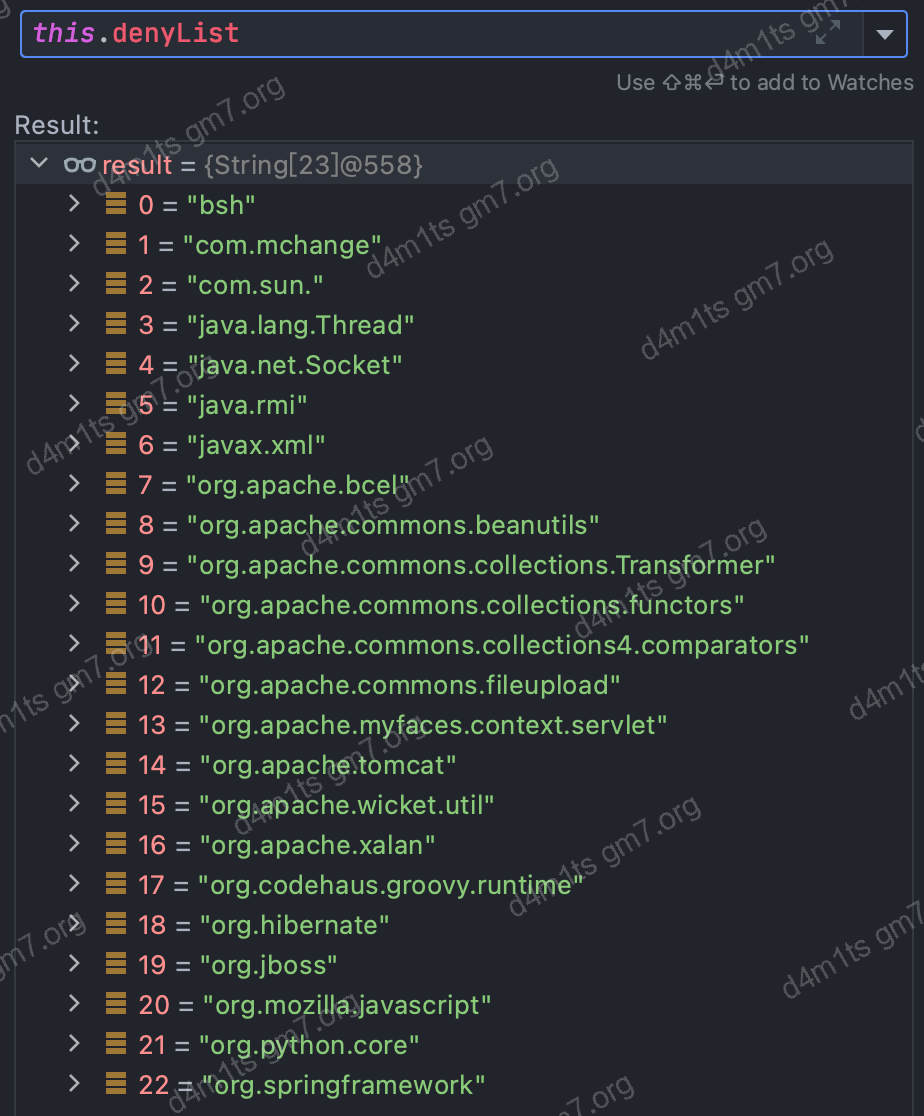 this.denyList
Use ⇧⌘⏎ to add to Watches
Result:
result = {String[23]@558}
0 = "bsh"
1 = "com.mchange"
2 = "com.sun."
3 = "java.lang.Thread"
4 = "java.net.Socket"
5 = "java.rmi"
6 = "javax.xml"
7 = "org.apache.bcel"
8 = "org.apache.commons.beanutils"
9 = "org.apache.commons.collections.Transformer"
10 = "org.apache.commons.collections.functors"
11 = "org.apache.commons.collections4.comparators"
12 = "org.apache.commons.fileupload"
13 = "org.apache.myfaces.context.servlet"
14 = "org.apache.tomcat"
15 = "org.apache.wicket.util"
16 = "org.apache.xalan"
17 = "org.codehaus.groovy.runtime"
18 = "org.hibernate"
19 = "org.jboss"
20 = "org.mozilla.javascript"
21 = "org.python.core"
22 = "org.springframework"
d4m1ts gm7.org